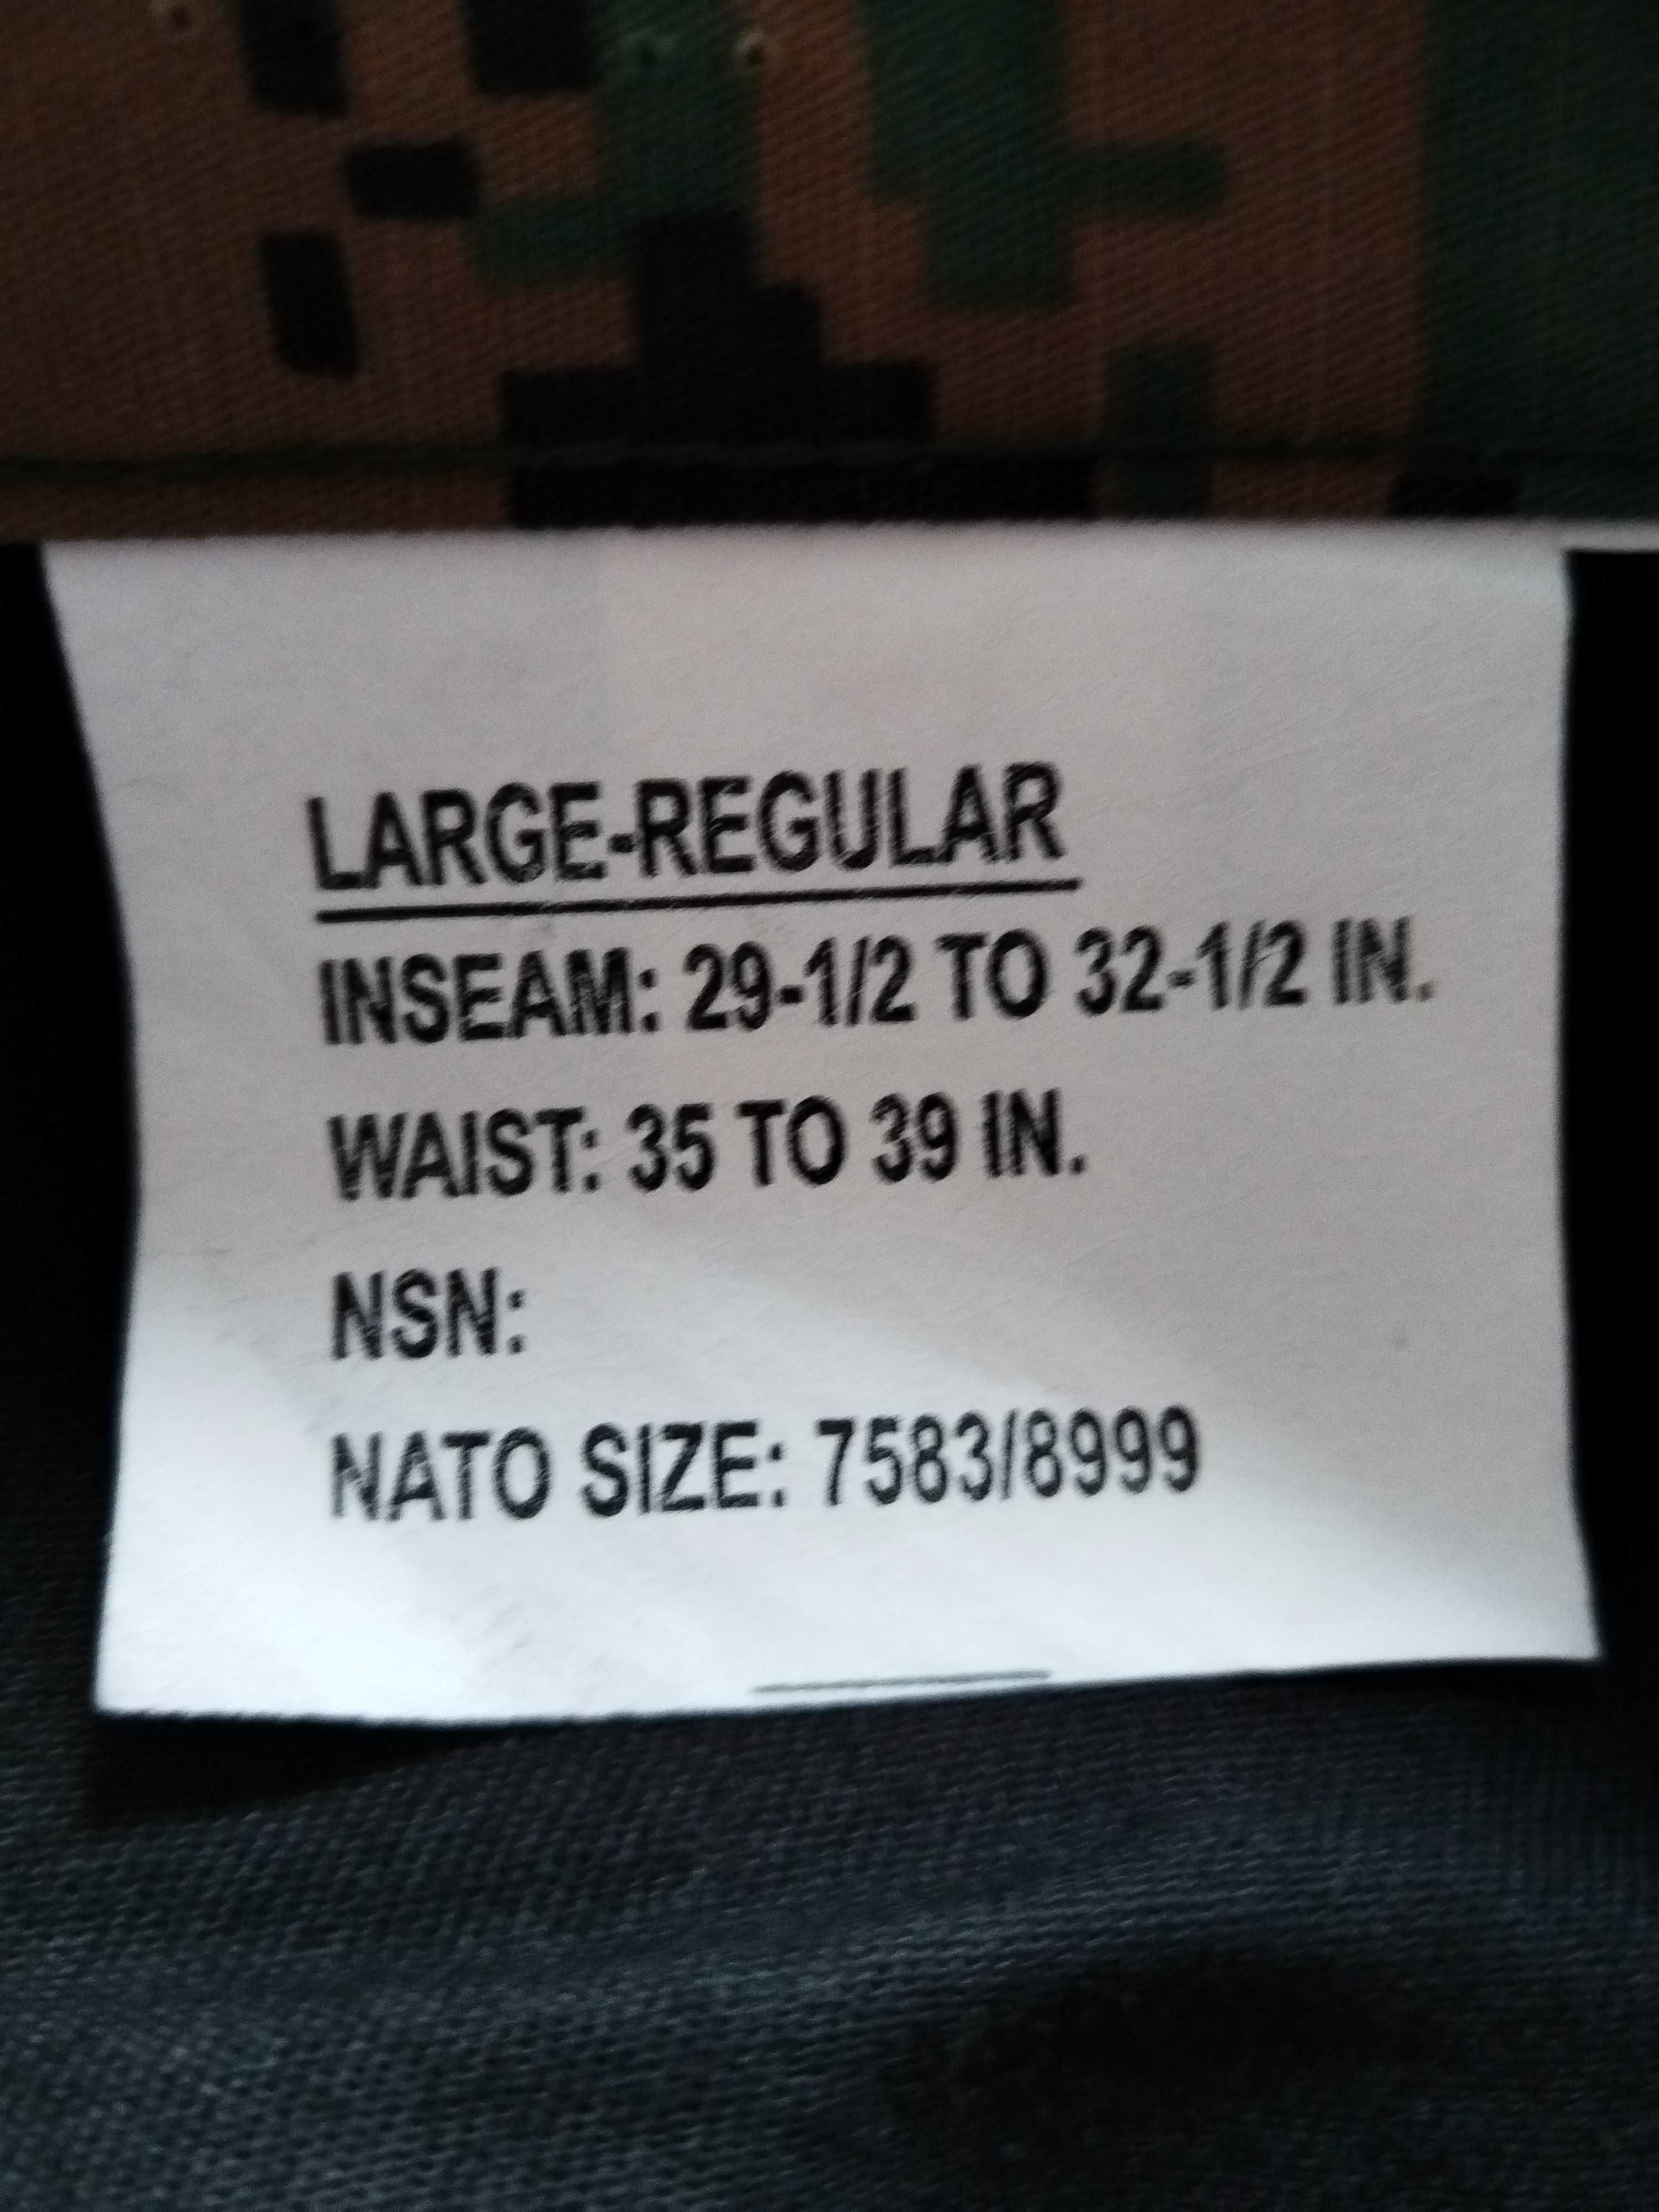 LARGE-REGULAR
INSEAM: 29-1/2 TO 32-1/2 IN.
WAIST: 35 TO 39 IN.
NSN:
NATO SIZE: 7583/8999